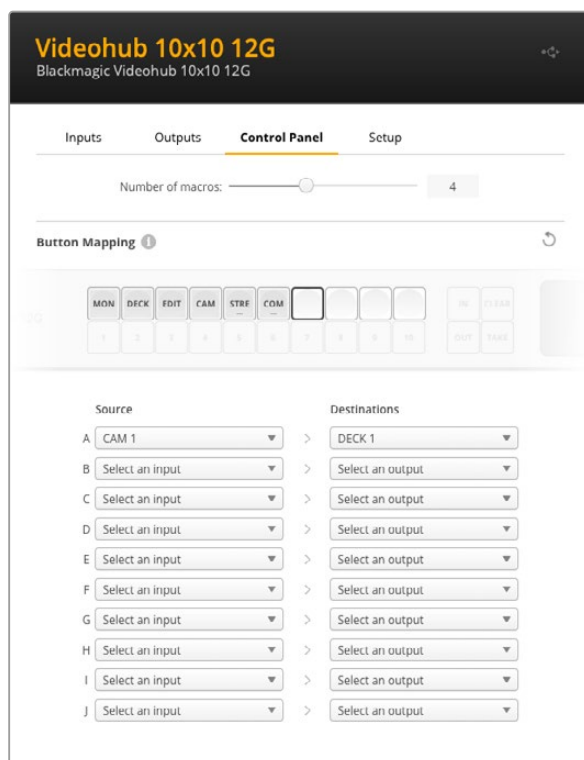 Videohub 10x10 12G
Blackmagic Videohub 10x10 12G
Inputs Outputs Control Panel Setup
Number of macros: 4
Button Mapping
MON DECK EDIT CAM STRE... COM...
1 2 3 4 5 6 7 8 9 10
IN CLEAR
OUT TAKE
Source Destinations
A CAM 1 > DECK 1
B Select an input > Select an output
C Select an input > Select an output
D Select an input > Select an output
E Select an input > Select an output
F Select an input > Select an output
G Select an input > Select an output
H Select an input > Select an output
I Select an input > Select an output
J Select an input > Select an output